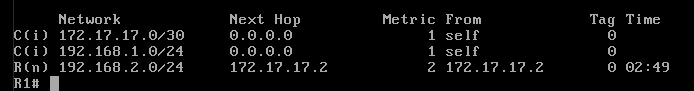 Network Next Hop Metric From Tag Time
C(i) 172.17.17.0/30 0.0.0.0 1 self 0
C(i) 192.168.1.0/24 0.0.0.0 1 self 0
R(n) 192.168.2.0/24 172.17.17.2 2 172.17.17.2 0 02:49
R1#